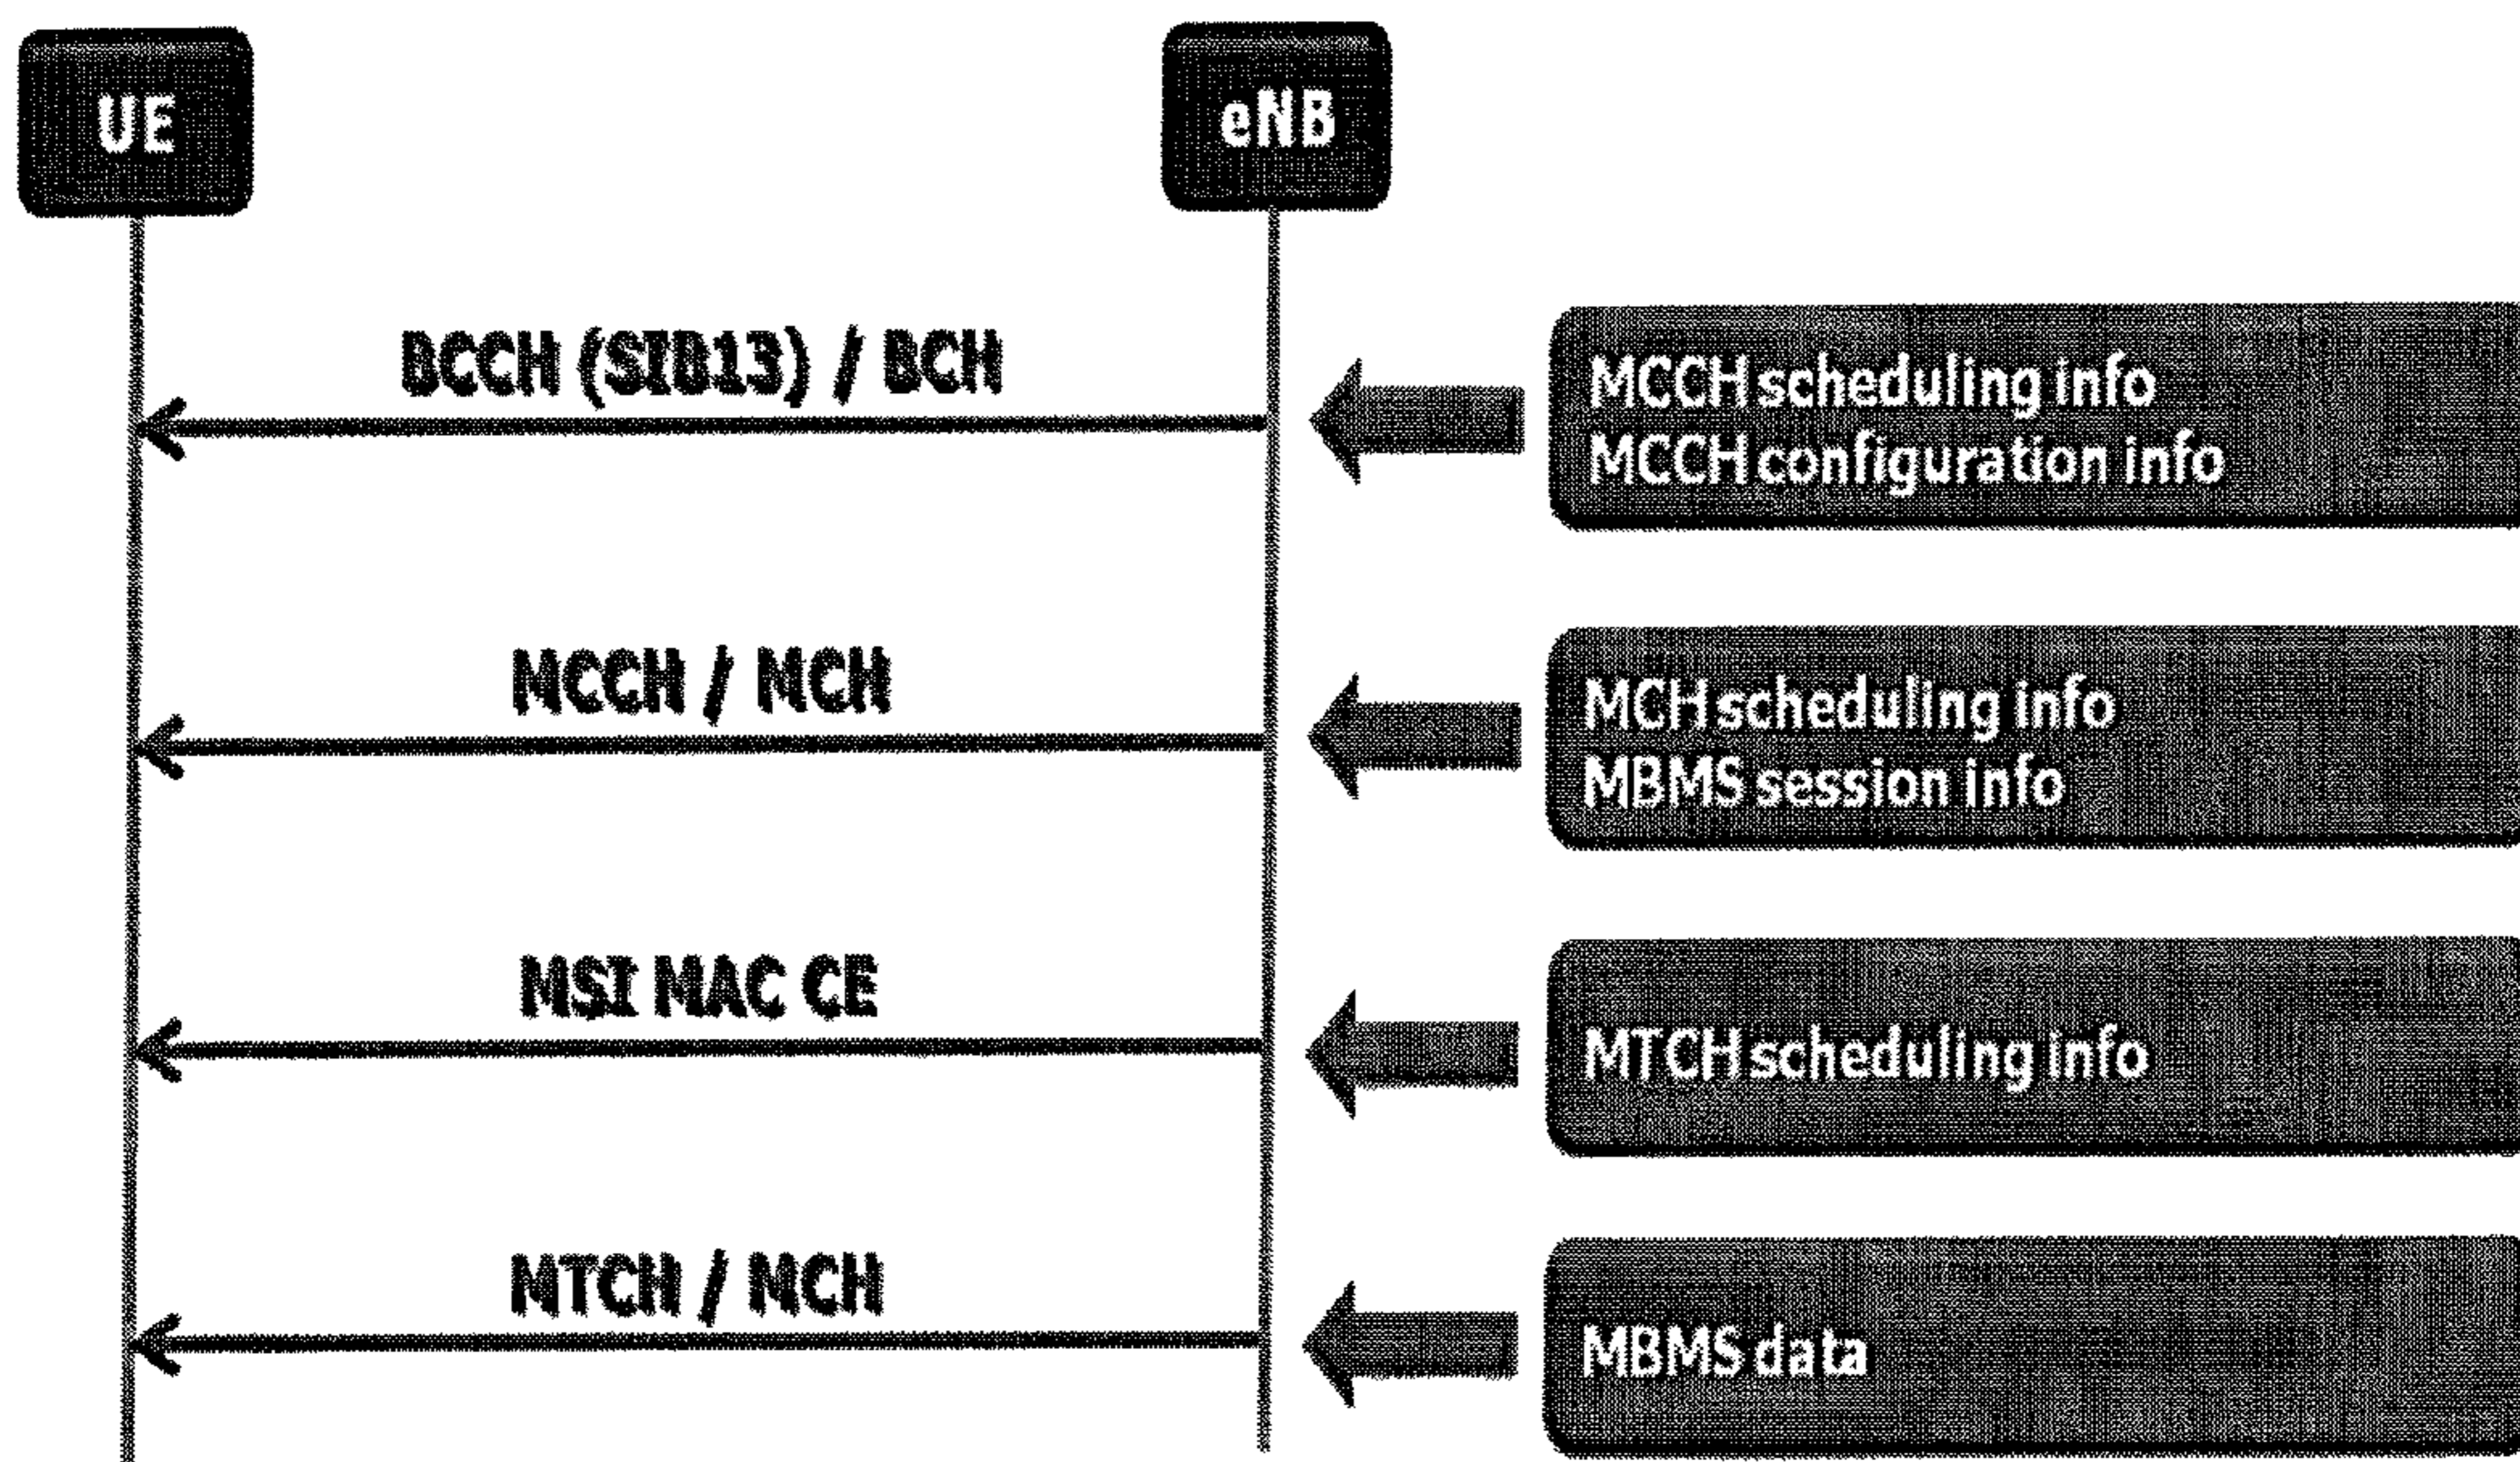 UE
eNB
BCCH (SIB13) / BCH
MCCH scheduling info
MCCH configuration info
MCCH / MCH
MCH scheduling info
MBMS session info
MSI MAC CE
MTCH scheduling info
MTCH / MCH
MBMS data